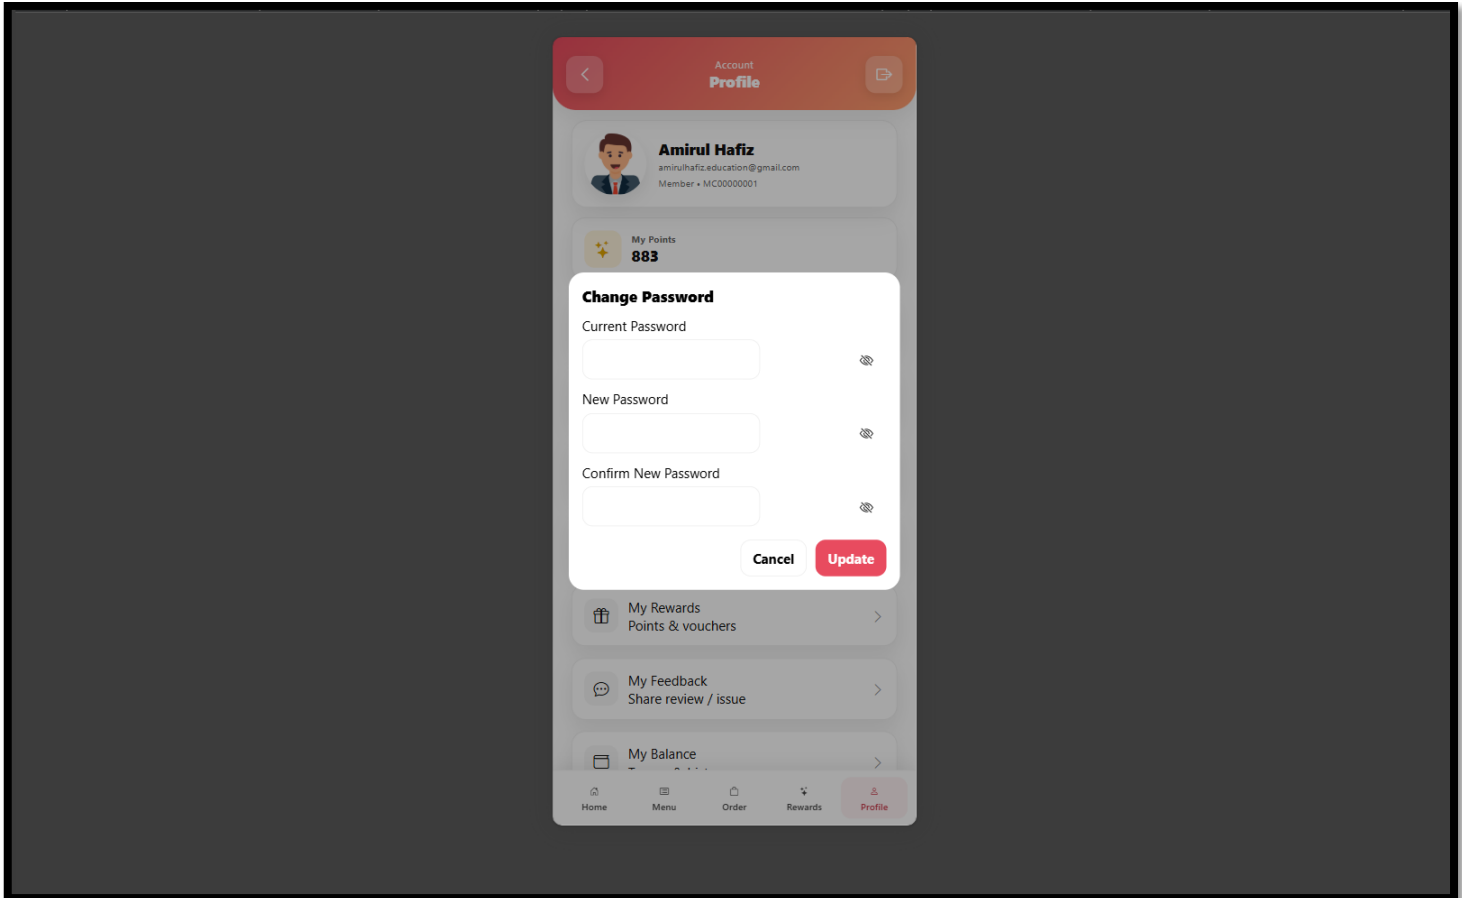 Account
Profile
Amirul Hafiz
amirulhafiz.education@gmail.com
Member • MC00000001
My Points
883
Change Password
Current Password
New Password
Confirm New Password
Cancel
Update
My Rewards
Points & vouchers
My Feedback
Share review / issue
My Balance
Home
Menu
Order
Rewards
Profile